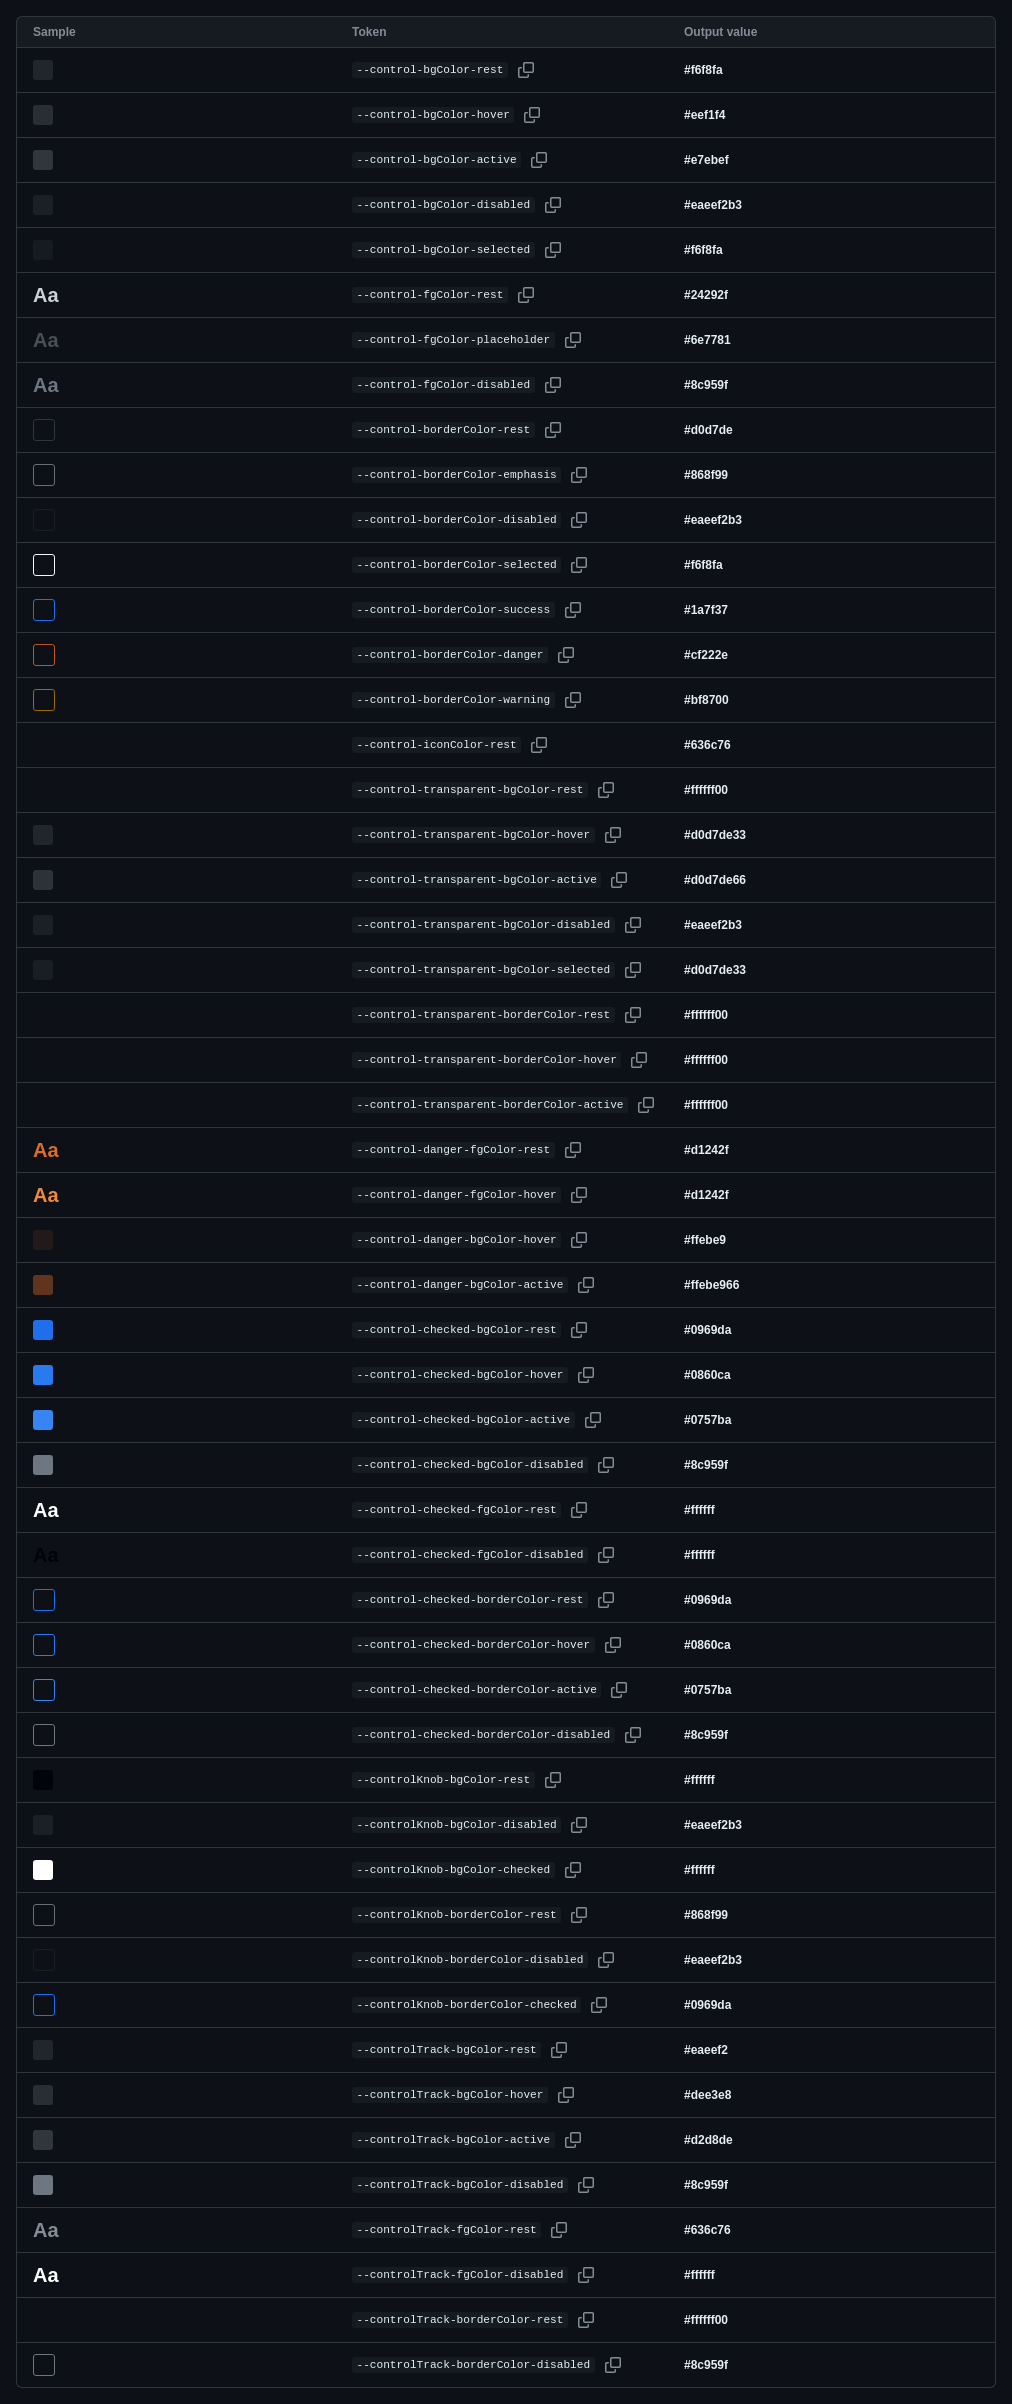 Sample Token Output value
--control-bgColor-rest #f6f8fa
--control-bgColor-hover #eef1f4
--control-bgColor-active #e7ebef
--control-bgColor-disabled #eaeef2b3
--control-bgColor-selected #f6f8fa
Aa --control-fgColor-rest #24292f
Aa --control-fgColor-placeholder #6e7781
Aa --control-fgColor-disabled #8c959f
--control-borderColor-rest #d0d7de
--control-borderColor-emphasis #868f99
--control-borderColor-disabled #eaeef2b3
--control-borderColor-selected #f6f8fa
--control-borderColor-success #1a7f37
--control-borderColor-danger #cf222e
--control-borderColor-warning #bf8700
--control-iconColor-rest #636c76
--control-transparent-bgColor-rest #ffffff00
--control-transparent-bgColor-hover #d0d7de33
--control-transparent-bgColor-active #d0d7de66
--control-transparent-bgColor-disabled #eaeef2b3
--control-transparent-bgColor-selected #d0d7de33
--control-transparent-borderColor-rest #ffffff00
--control-transparent-borderColor-hover #ffffff00
--control-transparent-borderColor-active #ffffff00
Aa --control-danger-fgColor-rest #d1242f
Aa --control-danger-fgColor-hover #d1242f
--control-danger-bgColor-hover #ffebe9
--control-danger-bgColor-active #ffebe966
--control-checked-bgColor-rest #0969da
--control-checked-bgColor-hover #0860ca
--control-checked-bgColor-active #0757ba
--control-checked-bgColor-disabled #8c959f
Aa --control-checked-fgColor-rest #ffffff
Aa --control-checked-fgColor-disabled #ffffff
--control-checked-borderColor-rest #0969da
--control-checked-borderColor-hover #0860ca
--control-checked-borderColor-active #0757ba
--control-checked-borderColor-disabled #8c959f
--controlKnob-bgColor-rest #ffffff
--controlKnob-bgColor-disabled #eaeef2b3
--controlKnob-bgColor-checked #ffffff
--controlKnob-borderColor-rest #868f99
--controlKnob-borderColor-disabled #eaeef2b3
--controlKnob-borderColor-checked #0969da
--controlTrack-bgColor-rest #eaeef2
--controlTrack-bgColor-hover #dee3e8
--controlTrack-bgColor-active #d2d8de
--controlTrack-bgColor-disabled #8c959f
Aa --controlTrack-fgColor-rest #636c76
Aa --controlTrack-fgColor-disabled #ffffff
--controlTrack-borderColor-rest #ffffff00
--controlTrack-borderColor-disabled #8c959f